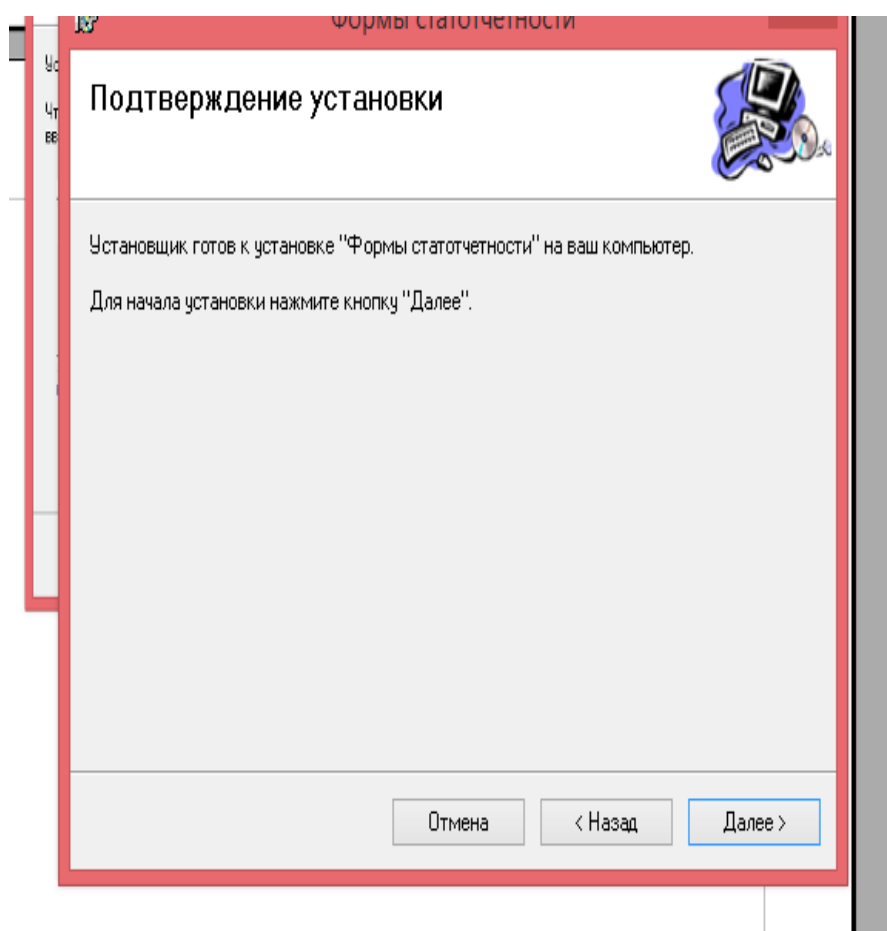 Формы статотчетности
Подтверждение установки
Установщик готов к установке "Формы статотчетности" на ваш компьютер.
Для начала установки нажмите кнопку "Далее".
Отмена
< Назад
Далее >